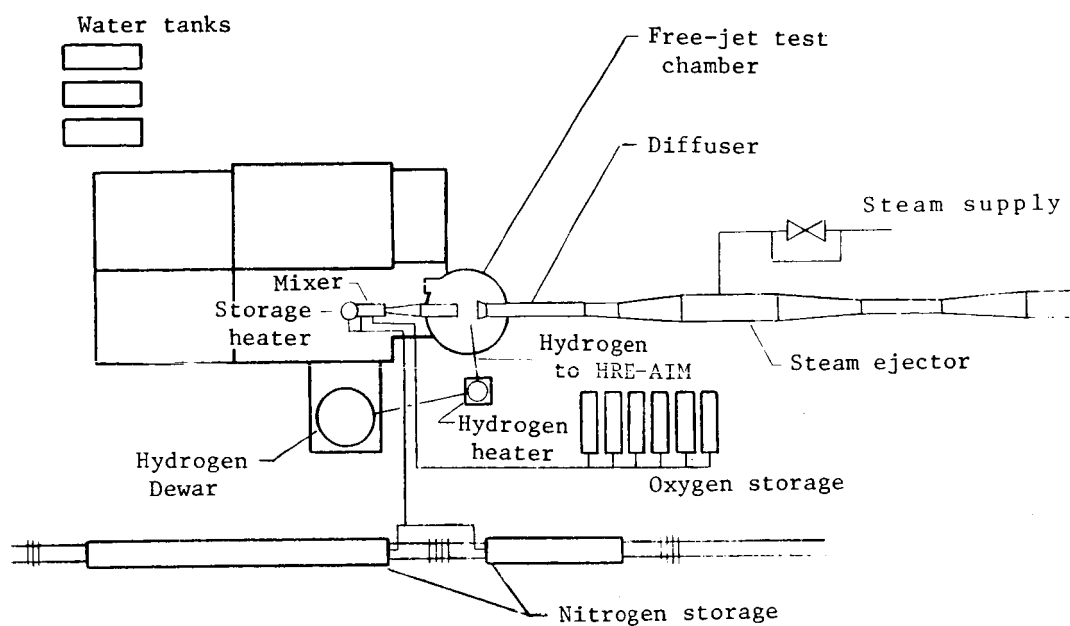 Water tanks
Free-jet test
chamber
Diffuser
Steam supply
Mixer
Storage
heater
Hydrogen
to HRE-AIM
Steam ejector
Hydrogen
heater
Hydrogen
Dewar
Oxygen storage
Nitrogen storage